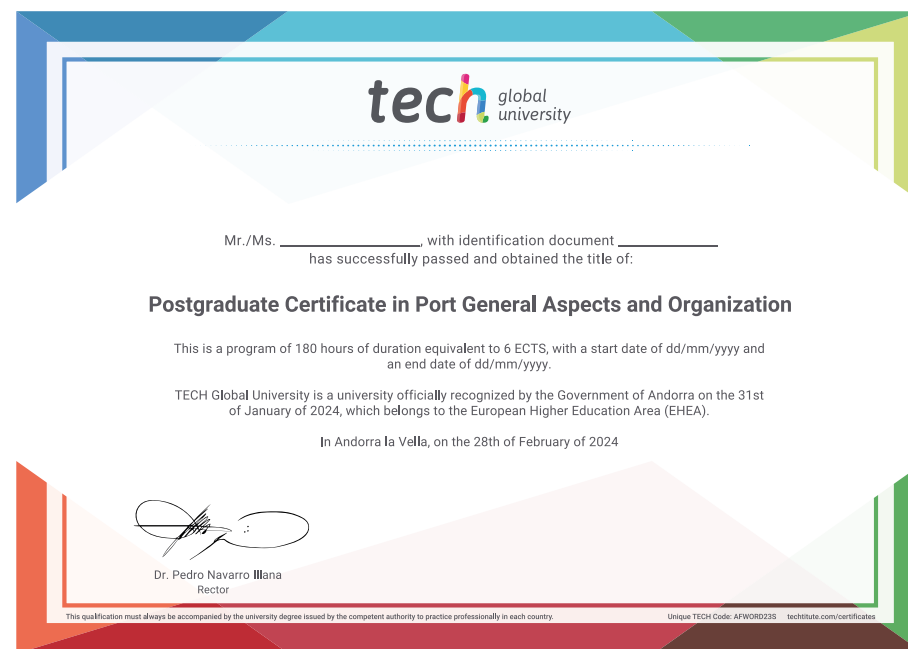 tech global
university
Mr./Ms. ____________________, with identification document ______________
has successfully passed and obtained the title of:
Postgraduate Certificate in Port General Aspects and Organization
This is a program of 180 hours of duration equivalent to 6 ECTS, with a start date of dd/mm/yyyy and
an end date of dd/mm/yyyy.
TECH Global University is a university officially recognized by the Government of Andorra on the 31st
of January of 2024, which belongs to the European Higher Education Area (EHEA).
In Andorra la Vella, on the 28th of February of 2024
Dr. Pedro Navarro Illana
Rector
This qualification must always be accompanied by the university degree issued by the competent authority to practice professionally in each country.
Unique TECH Code: AFWORD23S techtitute.com/certificates